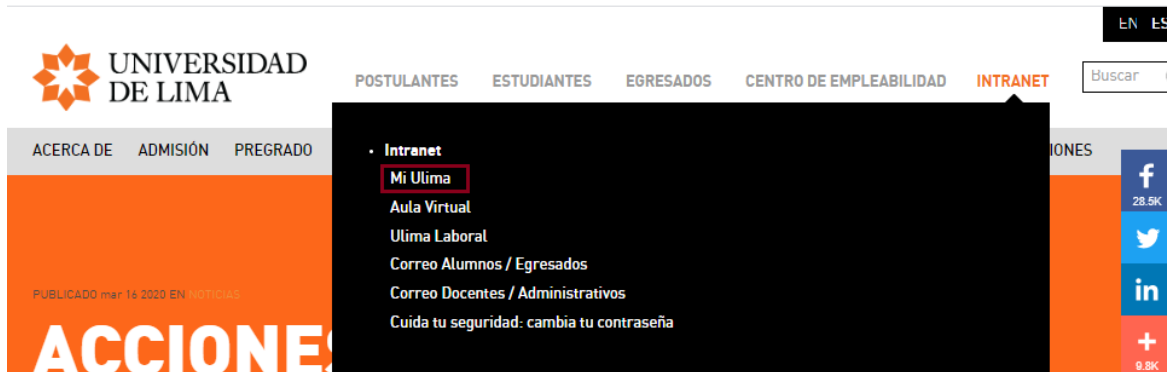 EN ES
UNIVERSIDAD
DE LIMA
POSTULANTES ESTUDIANTES EGRESADOS CENTRO DE EMPLEABILIDAD INTRANET Buscar
ACERCA DE ADMISIÓN PREGRADO IONES
• Intranet
Mi Ulima
Aula Virtual
Ulima Laboral
Correo Alumnos / Egresados
Correo Docentes / Administrativos
Cuida tu seguridad: cambia tu contraseña
28.5K
PUBLICADO mar 16 2020 EN NOTICIAS
ACCIONES
9.8K